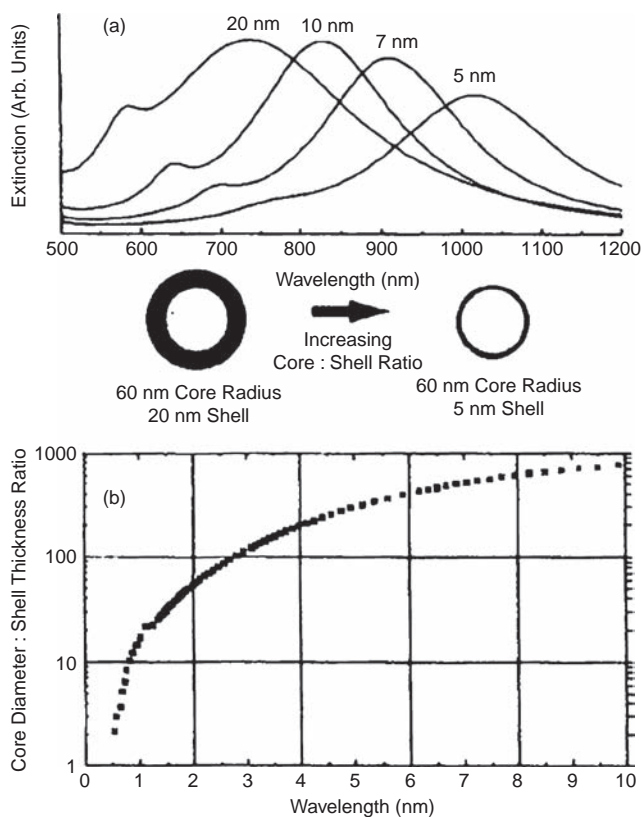 (a)
20 nm
10 nm
7 nm
5 nm
Extinction (Arb. Units)
500 600 700 800 900 1000 1100 1200
Wavelength (nm)
Increasing
Core : Shell Ratio
60 nm Core Radius
20 nm Shell
60 nm Core Radius
5 nm Shell
(b)
Core Diameter : Shell Thickness Ratio
1000
100
10
1
0 1 2 3 4 5 6 7 8 9 10
Wavelength (nm)